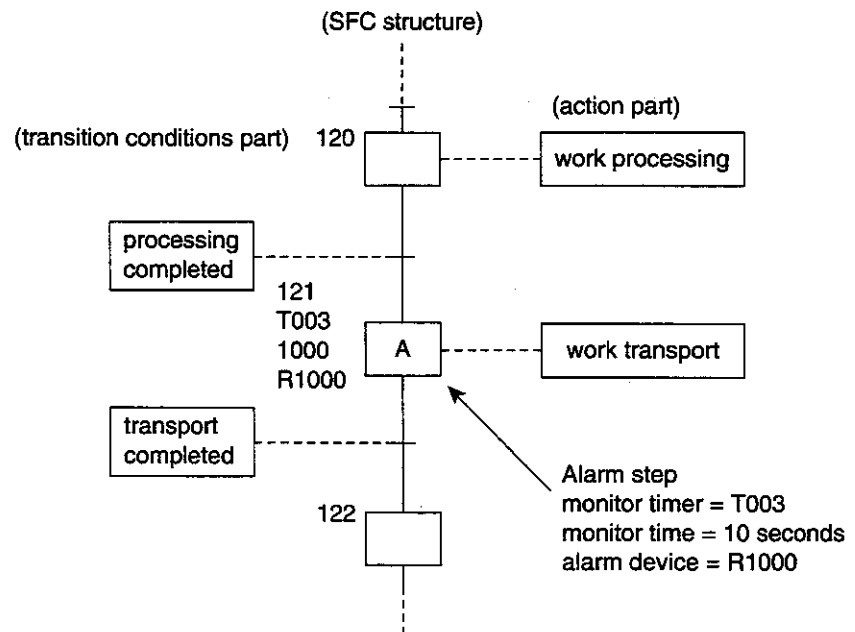 (SFC structure)
(action part)
(transition conditions part)
120
work processing
processing
completed
121
T003
1000
R1000
A
work transport
transport
completed
122
Alarm step
monitor timer = T003
monitor time = 10 seconds
alarm device = R1000